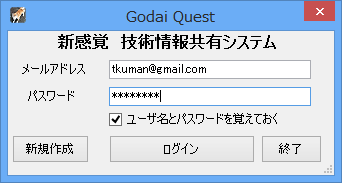 Godai Quest
新感覚 技術情報共有システム
メールアドレス tkuman@gmail.com
パスワード ********
ユーザ名とパスワードを覚えておく
新規作成 ログイン 終了